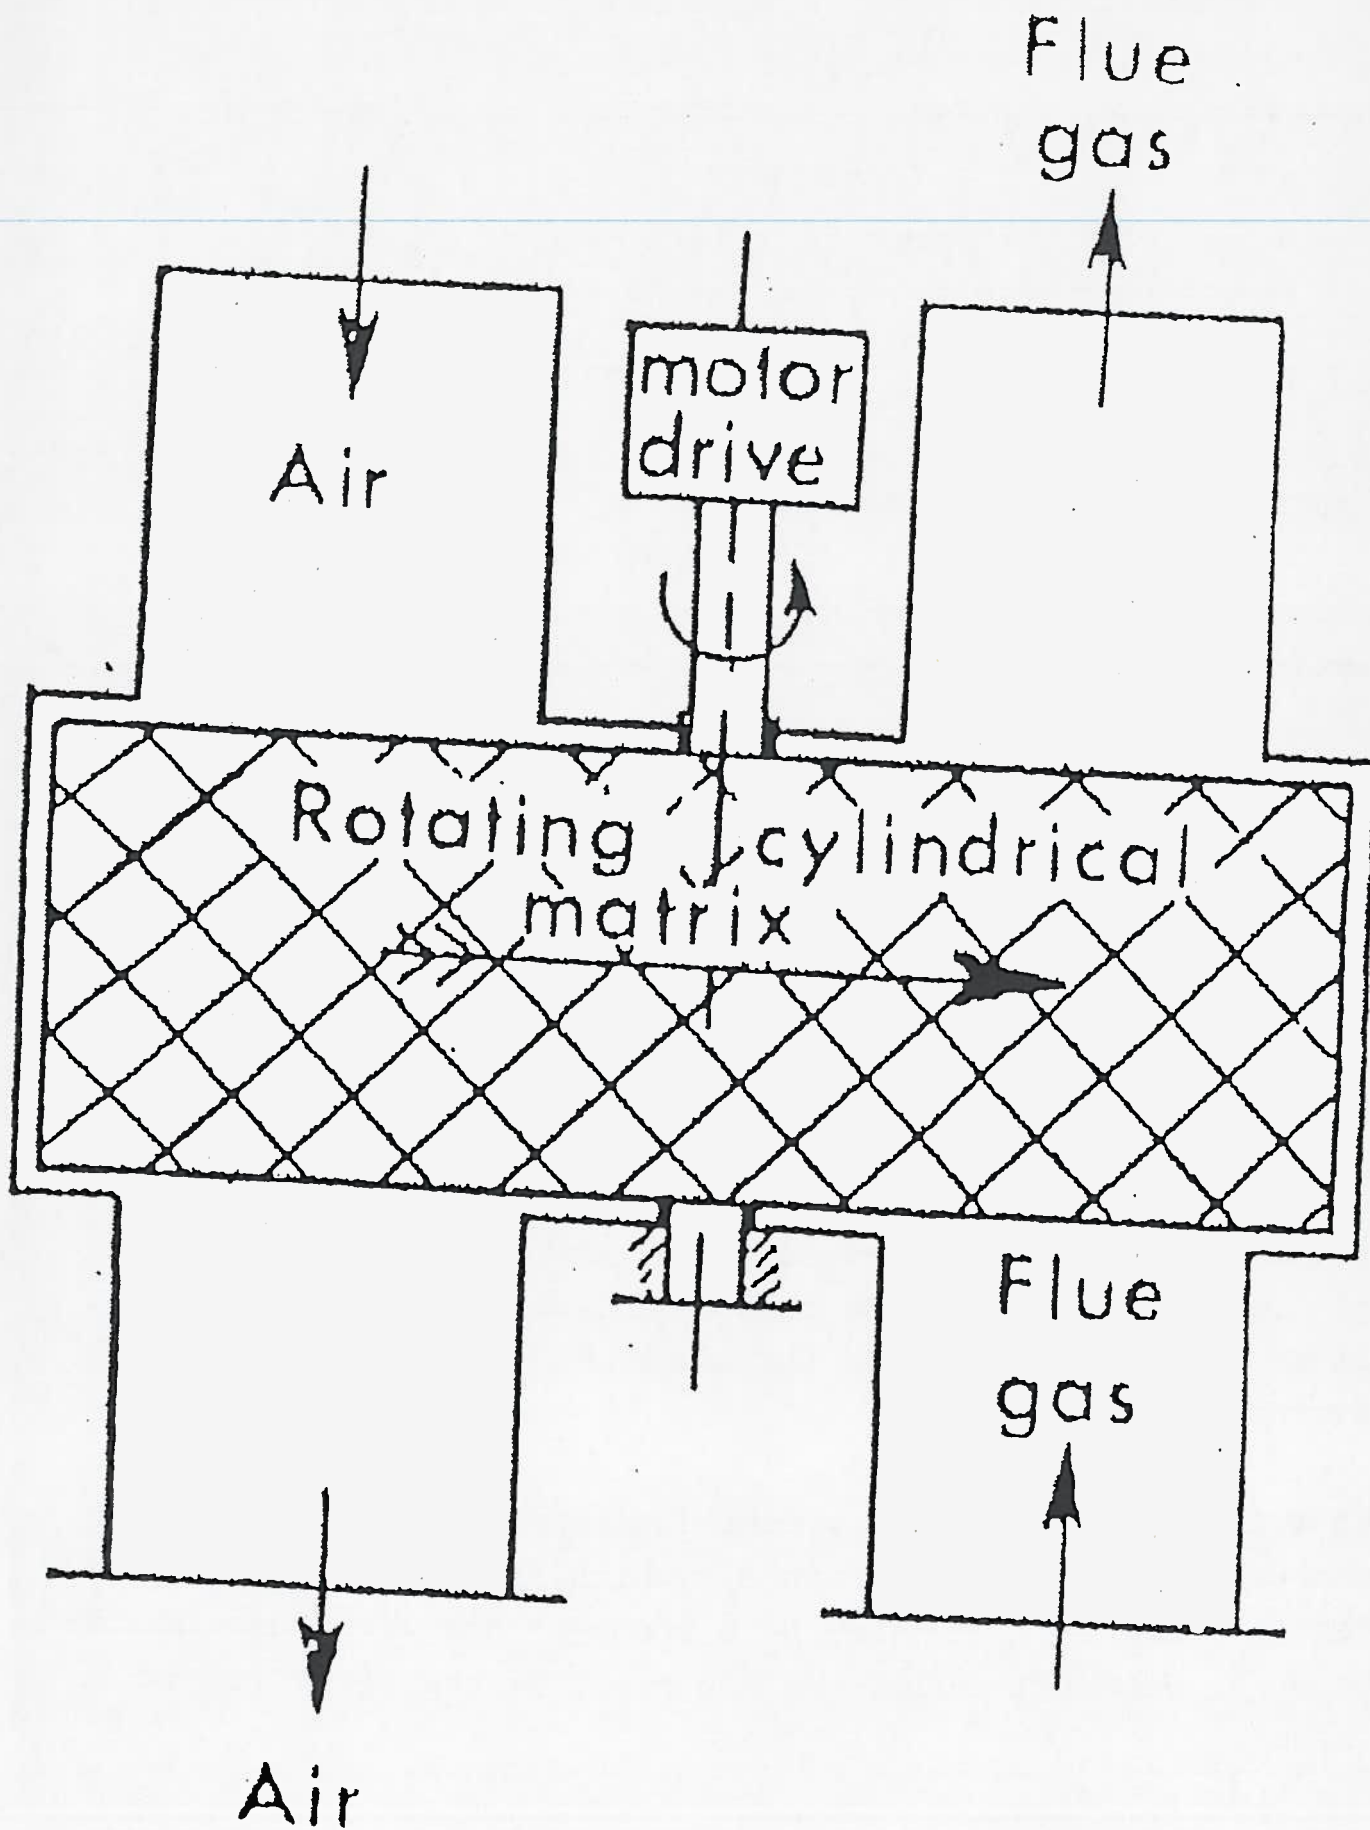 Flue
gas
Air
motor
drive
Rotating cylindrical
matrix
Flue
gas
Air